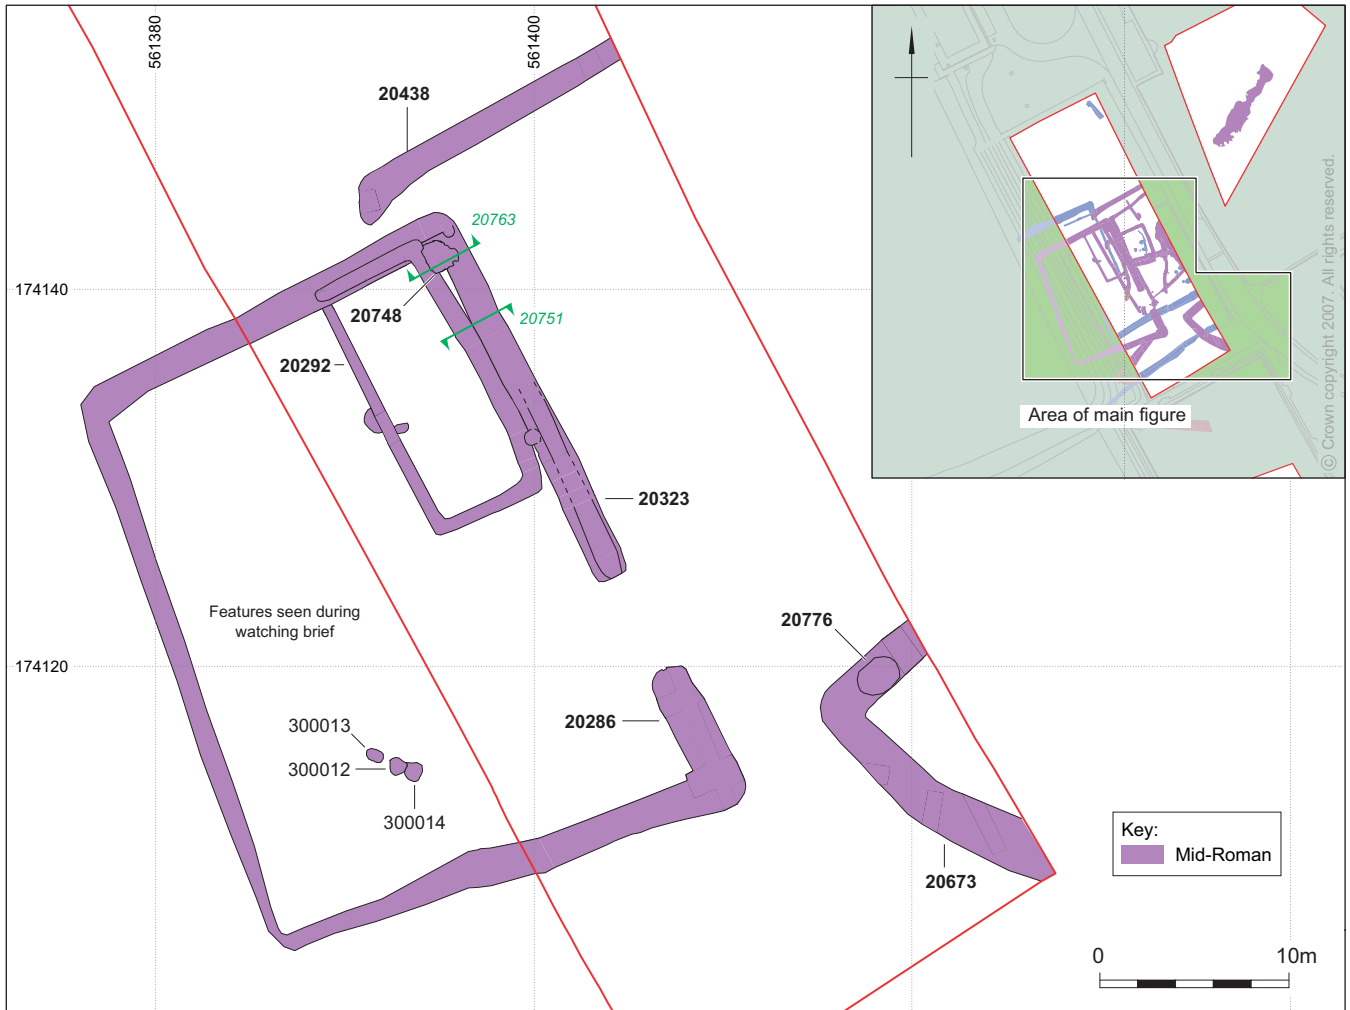 561380
561400
20438
20763
174140
20748
20751
20292
20323
Features seen during
watching brief
20776
174120
20286
300013
300012
300014
20673
Key:
Mid-Roman
0
10m
Area of main figure
© Crown copyright 2007. All rights reserved.